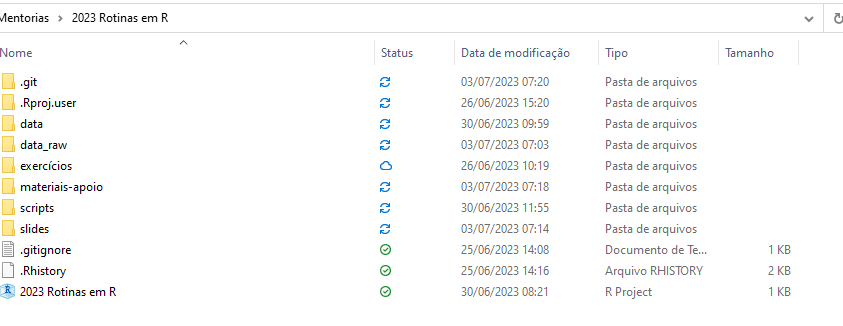 Mentorias > 2023 Rotinas em R
Nome Status Data de modificação Tipo Tamanho
.git 03/07/2023 07:20 Pasta de arquivos
.Rproj.user 26/06/2023 15:20 Pasta de arquivos
data 30/06/2023 09:59 Pasta de arquivos
data_raw 03/07/2023 07:03 Pasta de arquivos
exercícios 26/06/2023 10:19 Pasta de arquivos
materiais-apoio 03/07/2023 07:18 Pasta de arquivos
scripts 30/06/2023 11:55 Pasta de arquivos
slides 03/07/2023 07:14 Pasta de arquivos
.gitignore 25/06/2023 14:08 Documento de Te... 1 KB
.Rhistory 25/06/2023 14:16 Arquivo RHISTORY 2 KB
2023 Rotinas em R 30/06/2023 08:21 R Project 1 KB